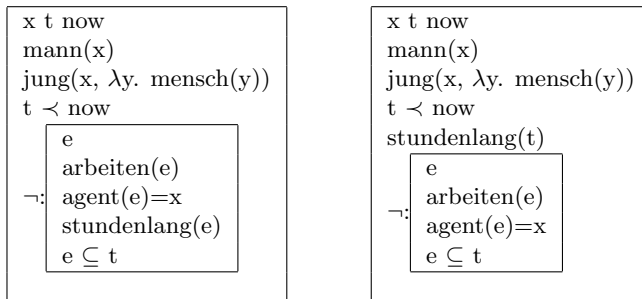 x t now
mann(x)
jung(x, λy. mensch(y))
t ≺ now
¬:
e
arbeiten(e)
agent(e)=x
stundenlang(e)
e ⊆ t
x t now
mann(x)
jung(x, λy. mensch(y))
t ≺ now
stundenlang(t)
¬:
e
arbeiten(e)
agent(e)=x
e ⊆ t